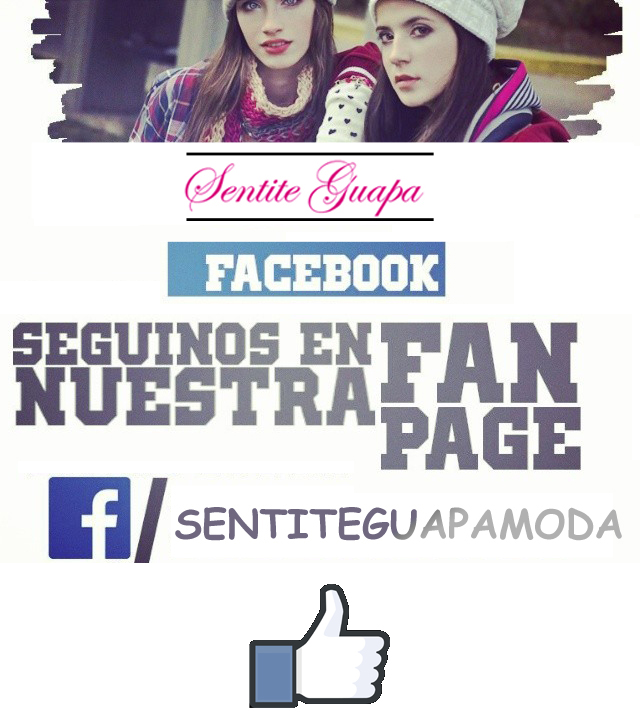 Sentite Guapa
FACEBOOK
SEGUINOS EN
NUESTRA
FAN
PAGE
f/SENTITEGUAPAMODA